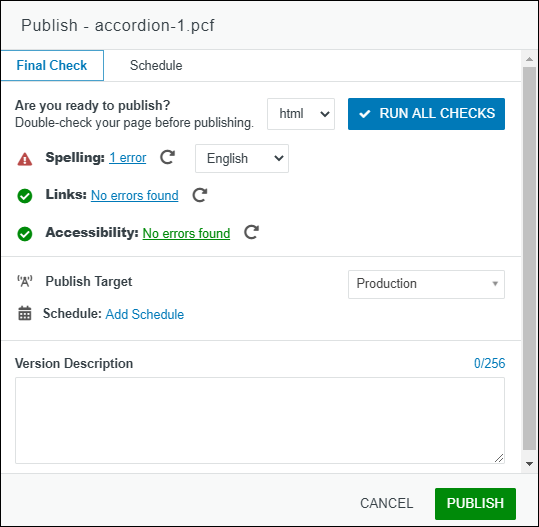 Publish - accordion-1.pcf
Final Check Schedule
Are you ready to publish?
Double-check your page before publishing.
html
RUN ALL CHECKS
Spelling: 1 error English
Links: No errors found
Accessibility: No errors found
Publish Target Production
Schedule: Add Schedule
Version Description 0/256
CANCEL PUBLISH